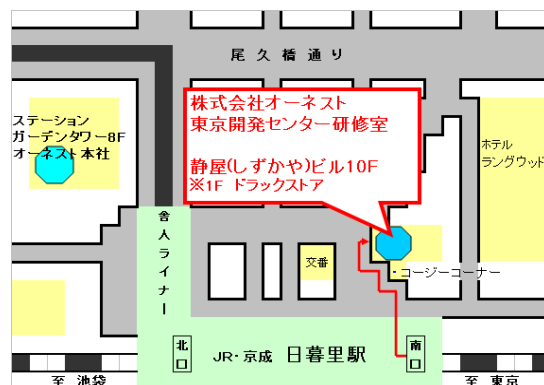 尾久橋通り
株式会社オーネスト
東京開発センター研修室
静屋(しずかや)ビル10F
※1F ドラックストア
ステーション
ガーデンタワー8F
オーネスト本社
ホテル
ラングウッド
舎人ライナー
交番
・コージーコーナー
北口
JR・京成 日暮里駅
南口
至 池袋
至 東京